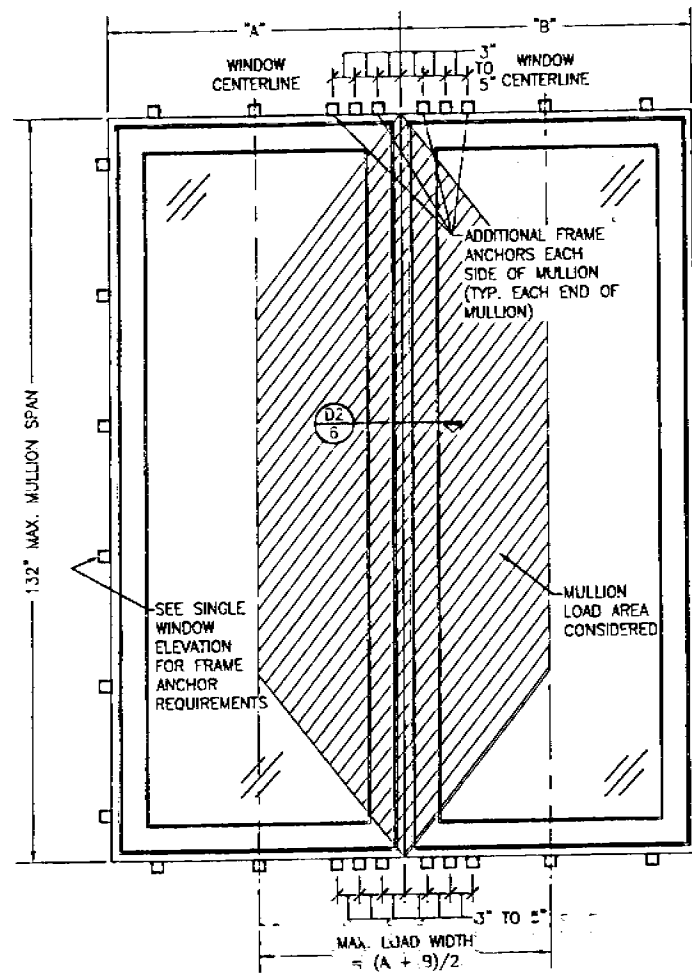 "A"
"B"
WINDOW
CENTERLINE
3"
TO
5"
WINDOW
CENTERLINE
ADDITIONAL FRAME
ANCHORS EACH
SIDE OF MULLION
(TYP. EACH END OF
MULLION)
132" MAX. MULLION SPAN
D2
6
SEE SINGLE
WINDOW
ELEVATION
FOR FRAME
ANCHOR
REQUIREMENTS
MULLION
LOAD AREA
CONSIDERED
3" TO
MAX. LOAD WIDTH
= (A + 9)/2